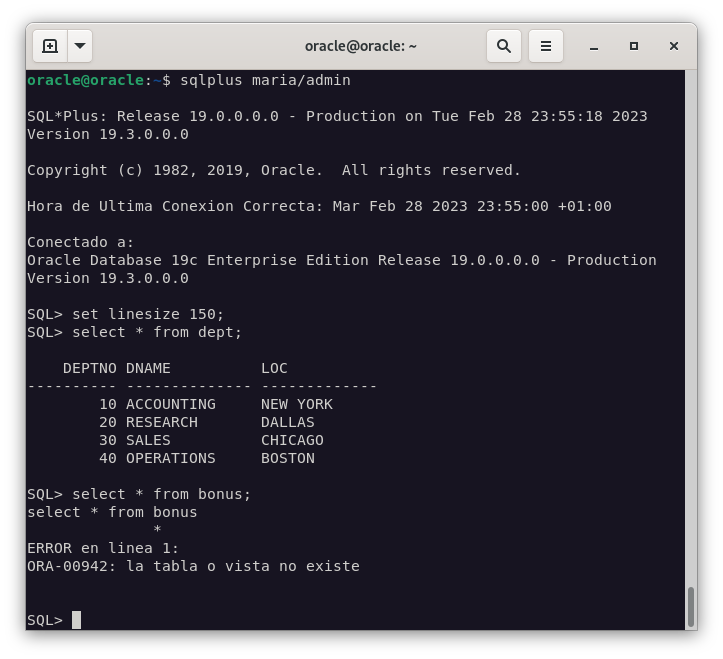 oracle@oracle: ~
oracle@oracle:~$ sqlplus maria/admin
SQL*Plus: Release 19.0.0.0.0 - Production on Tue Feb 28 23:55:18 2023
Version 19.3.0.0.0
Copyright (c) 1982, 2019, Oracle.  All rights reserved.
Hora de Ultima Conexion Correcta: Mar Feb 28 2023 23:55:00 +01:00
Conectado a:
Oracle Database 19c Enterprise Edition Release 19.0.0.0.0 - Production
Version 19.3.0.0.0
SQL> set linesize 150;
SQL> select * from dept;
    DEPTNO DNAME          LOC
---------- -------------- -------------
        10 ACCOUNTING     NEW YORK
        20 RESEARCH       DALLAS
        30 SALES          CHICAGO
        40 OPERATIONS     BOSTON
SQL> select * from bonus;
select * from bonus
              *
ERROR en linea 1:
ORA-00942: la tabla o vista no existe
SQL>